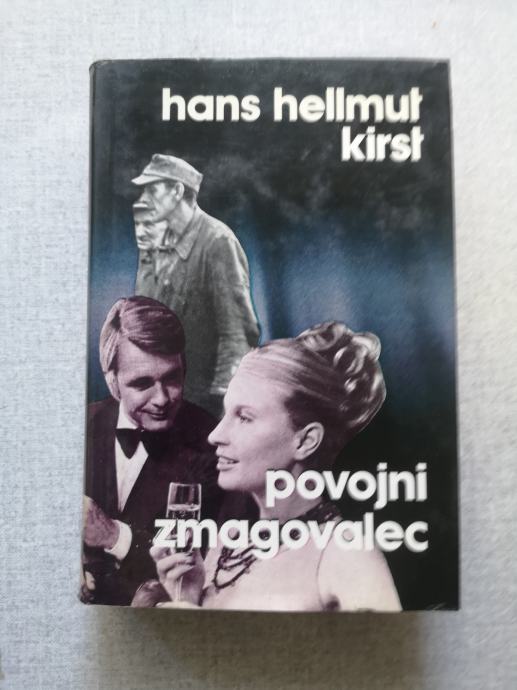 hans hellmut
kirst
povojni
zmagovalec